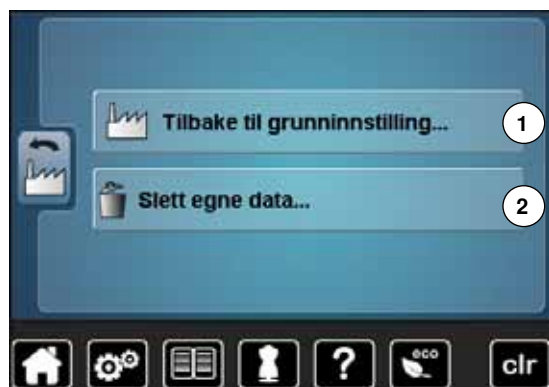 Tilbake til grunninnstilling...
1
Slett egne data...
2
?
eco
clr